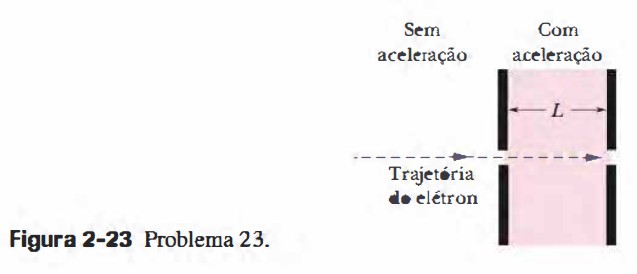 Sem
aceleração
Com
aceleração
L
Trajetória
do elétron
Figura 2-23 Problema 23.